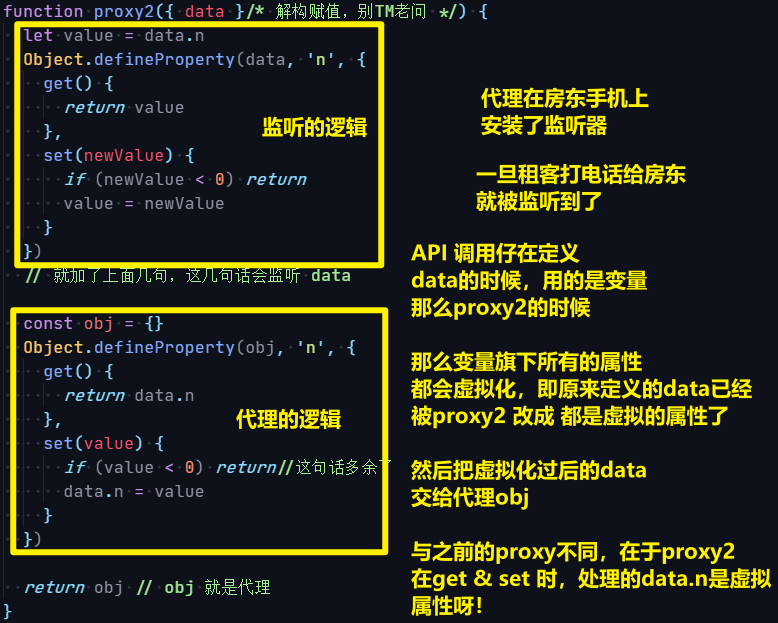 function proxy2({ data }/* 解构赋值，别TM老问 */) {
let value = data.n
Object.defineProperty(data, 'n', {
get() {
return value
},
set(newValue) {
if (newValue < 0) return
value = newValue
}
})
监听的逻辑
// 就加了上面几句，这几句话会监听 data
const obj = {}
Object.defineProperty(obj, 'n', {
get() {
return data.n
},
set(value) {
if (value < 0) return//这句话多余了
data.n = value
}
})
代理的逻辑
return obj // obj 就是代理
}
代理在房东手机上
安装了监听器
一旦租客打电话给房东
就被监听到了
API 调用仔在定义
data的时候，用的是变量
那么proxy2的时候
那么变量旗下所有的属性
都会虚拟化，即原来定义的data已经
被proxy2 改成 都是虚拟的属性了
然后把虚拟化过后的data
交给代理obj
与之前的proxy不同，在于proxy2
在get & set 时，处理的data.n是虚拟
属性呀！